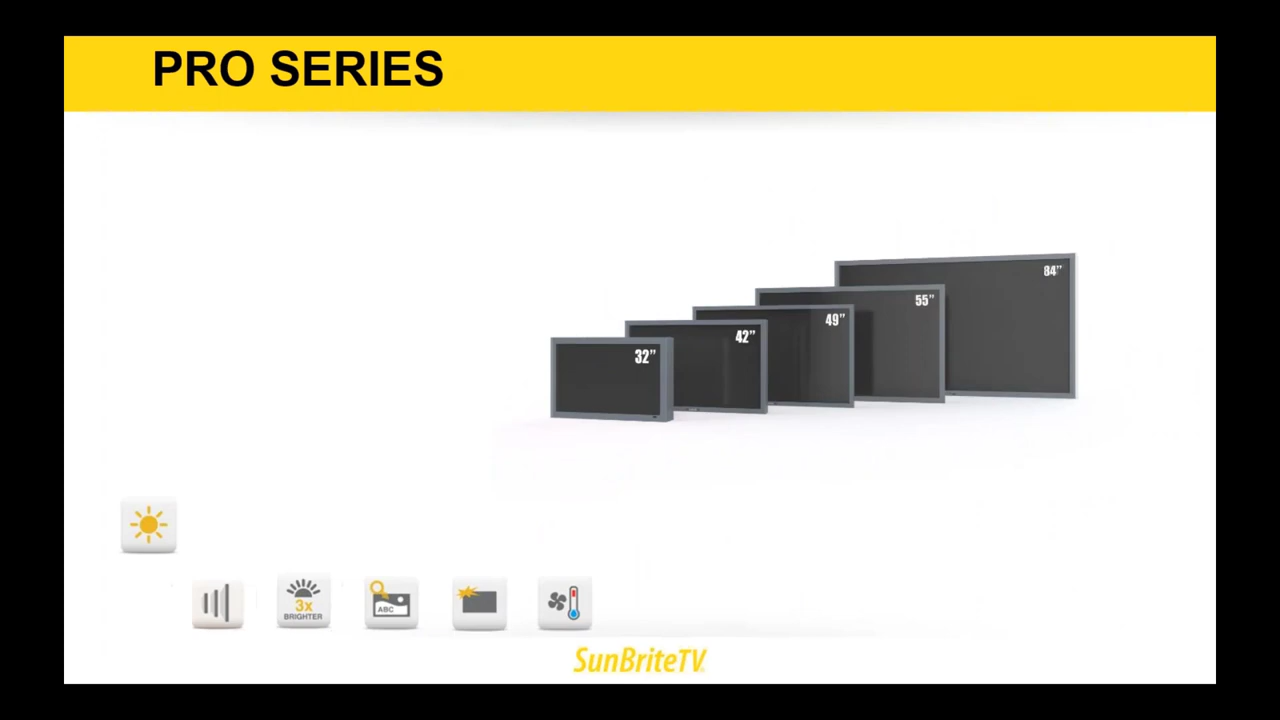 PRO SERIES
84”
55”
49”
42”
32”
3x
BRIGHTER
ABC
SunBriteTV